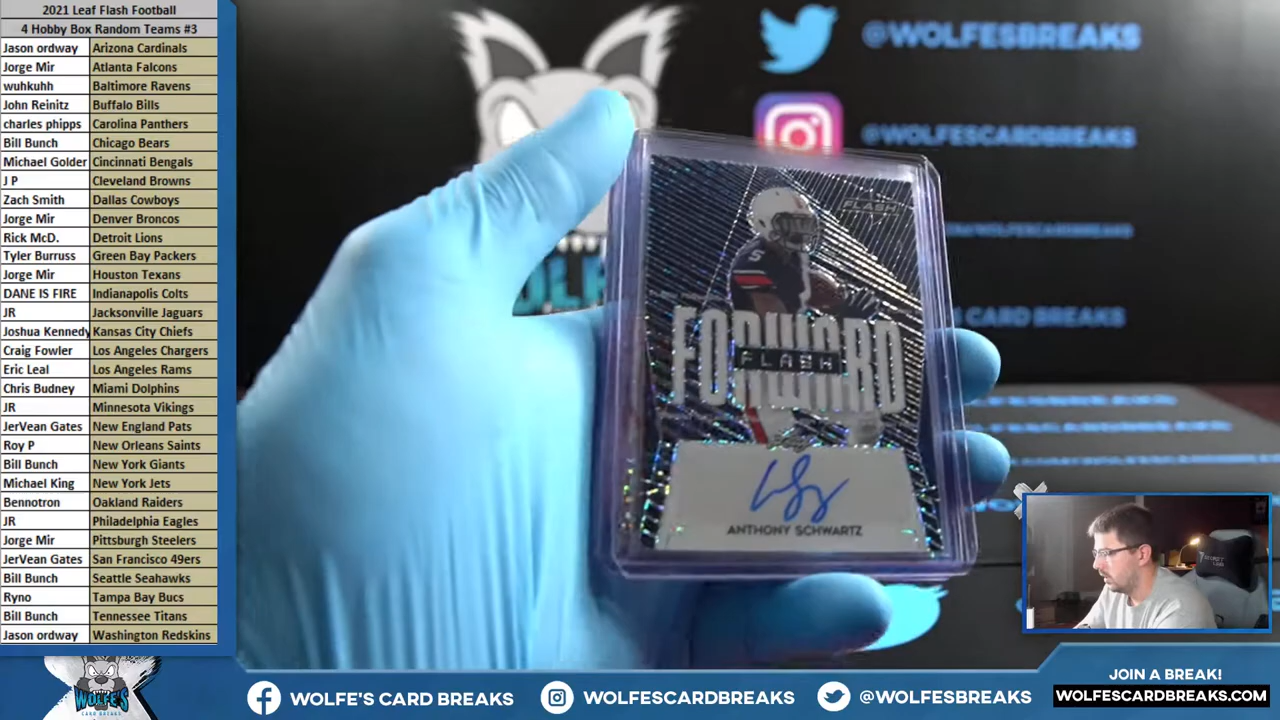 2021 Leaf Flash Football
4 Hobby Box Random Teams #3
Jason ordway Arizona Cardinals
Jorge Mir Atlanta Falcons
wuhkuhh Baltimore Ravens
John Reinitz Buffalo Bills
charles phipps Carolina Panthers
Bill Bunch Chicago Bears
Michael Golder Cincinnati Bengals
J P Cleveland Browns
Zach Smith Dallas Cowboys
Jorge Mir Denver Broncos
Rick McD. Detroit Lions
Tyler Burruss Green Bay Packers
Jorge Mir Houston Texans
DANE IS FIRE Indianapolis Colts
JR Jacksonville Jaguars
Joshua Kennedy Kansas City Chiefs
Craig Fowler Los Angeles Chargers
Eric Leal Los Angeles Rams
Chris Budney Miami Dolphins
JR Minnesota Vikings
JerVean Gates New England Pats
Roy P New Orleans Saints
Bill Bunch New York Giants
Michael King New York Jets
Bennotron Oakland Raiders
JR Philadelphia Eagles
Jorge Mir Pittsburgh Steelers
JerVean Gates San Francisco 49ers
Bill Bunch Seattle Seahawks
Ryno Tampa Bay Bucs
Bill Bunch Tennessee Titans
Jason ordway Washington Redskins
@WOLFESBREAKS
@WOLFESCARDBREAKS
CARD BREAKS
FLASH
5
FORWARD
FLASH
ANTHONY SCHWARTZ
WOLFE'S
CARD BREAKS
WOLFE'S CARD BREAKS
WOLFESCARDBREAKS
@WOLFESBREAKS
JOIN A BREAK!
WOLFESCARDBREAKS.COM